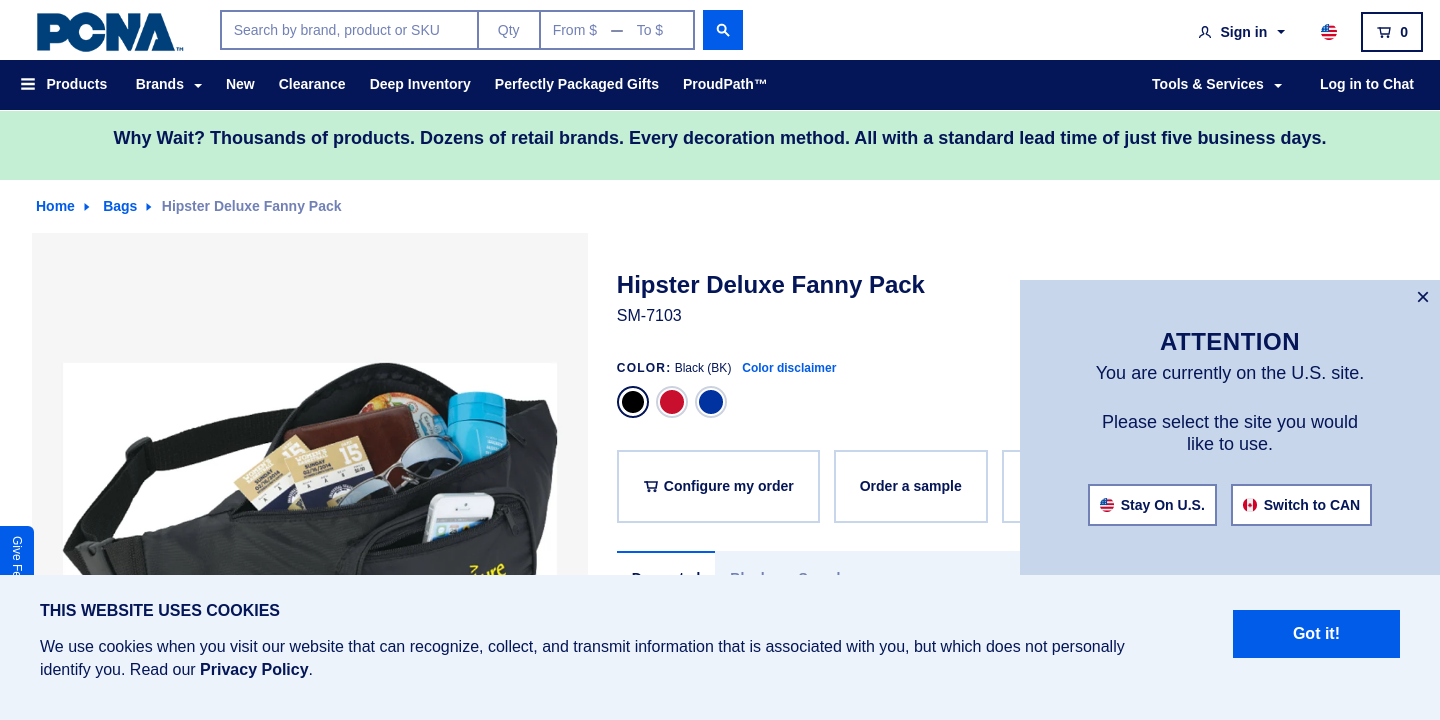 PCNA™
Search by brand, product or SKU
Qty
From $ — To $
Sign in
0
Products
Brands
New
Clearance
Deep Inventory
Perfectly Packaged Gifts
ProudPath™
Tools & Services
Log in to Chat
Why Wait? Thousands of products. Dozens of retail brands. Every decoration method. All with a standard lead time of just five business days.
Home
Bags
Hipster Deluxe Fanny Pack
Hipster Deluxe Fanny Pack
SM-7103
COLOR: Black (BK) Color disclaimer
Configure my order
Order a sample
×
ATTENTION
You are currently on the U.S. site.
Please select the site you would
like to use.
Stay On U.S.
Switch to CAN
15
SUNDAY
15
SUNDAY
Give Fe
THIS WEBSITE USES COOKIES
We use cookies when you visit our website that can recognize, collect, and transmit information that is associated with you, but which does not personally
identify you. Read our Privacy Policy.
Got it!